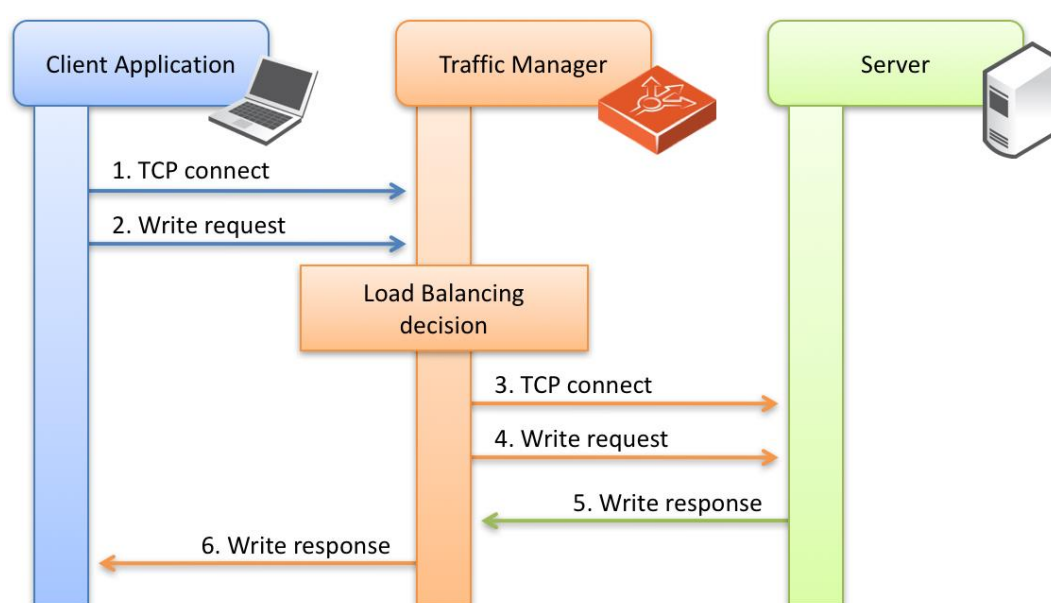 Client Application
Traffic Manager
Server
1. TCP connect
2. Write request
Load Balancing
decision
3. TCP connect
4. Write request
5. Write response
6. Write response